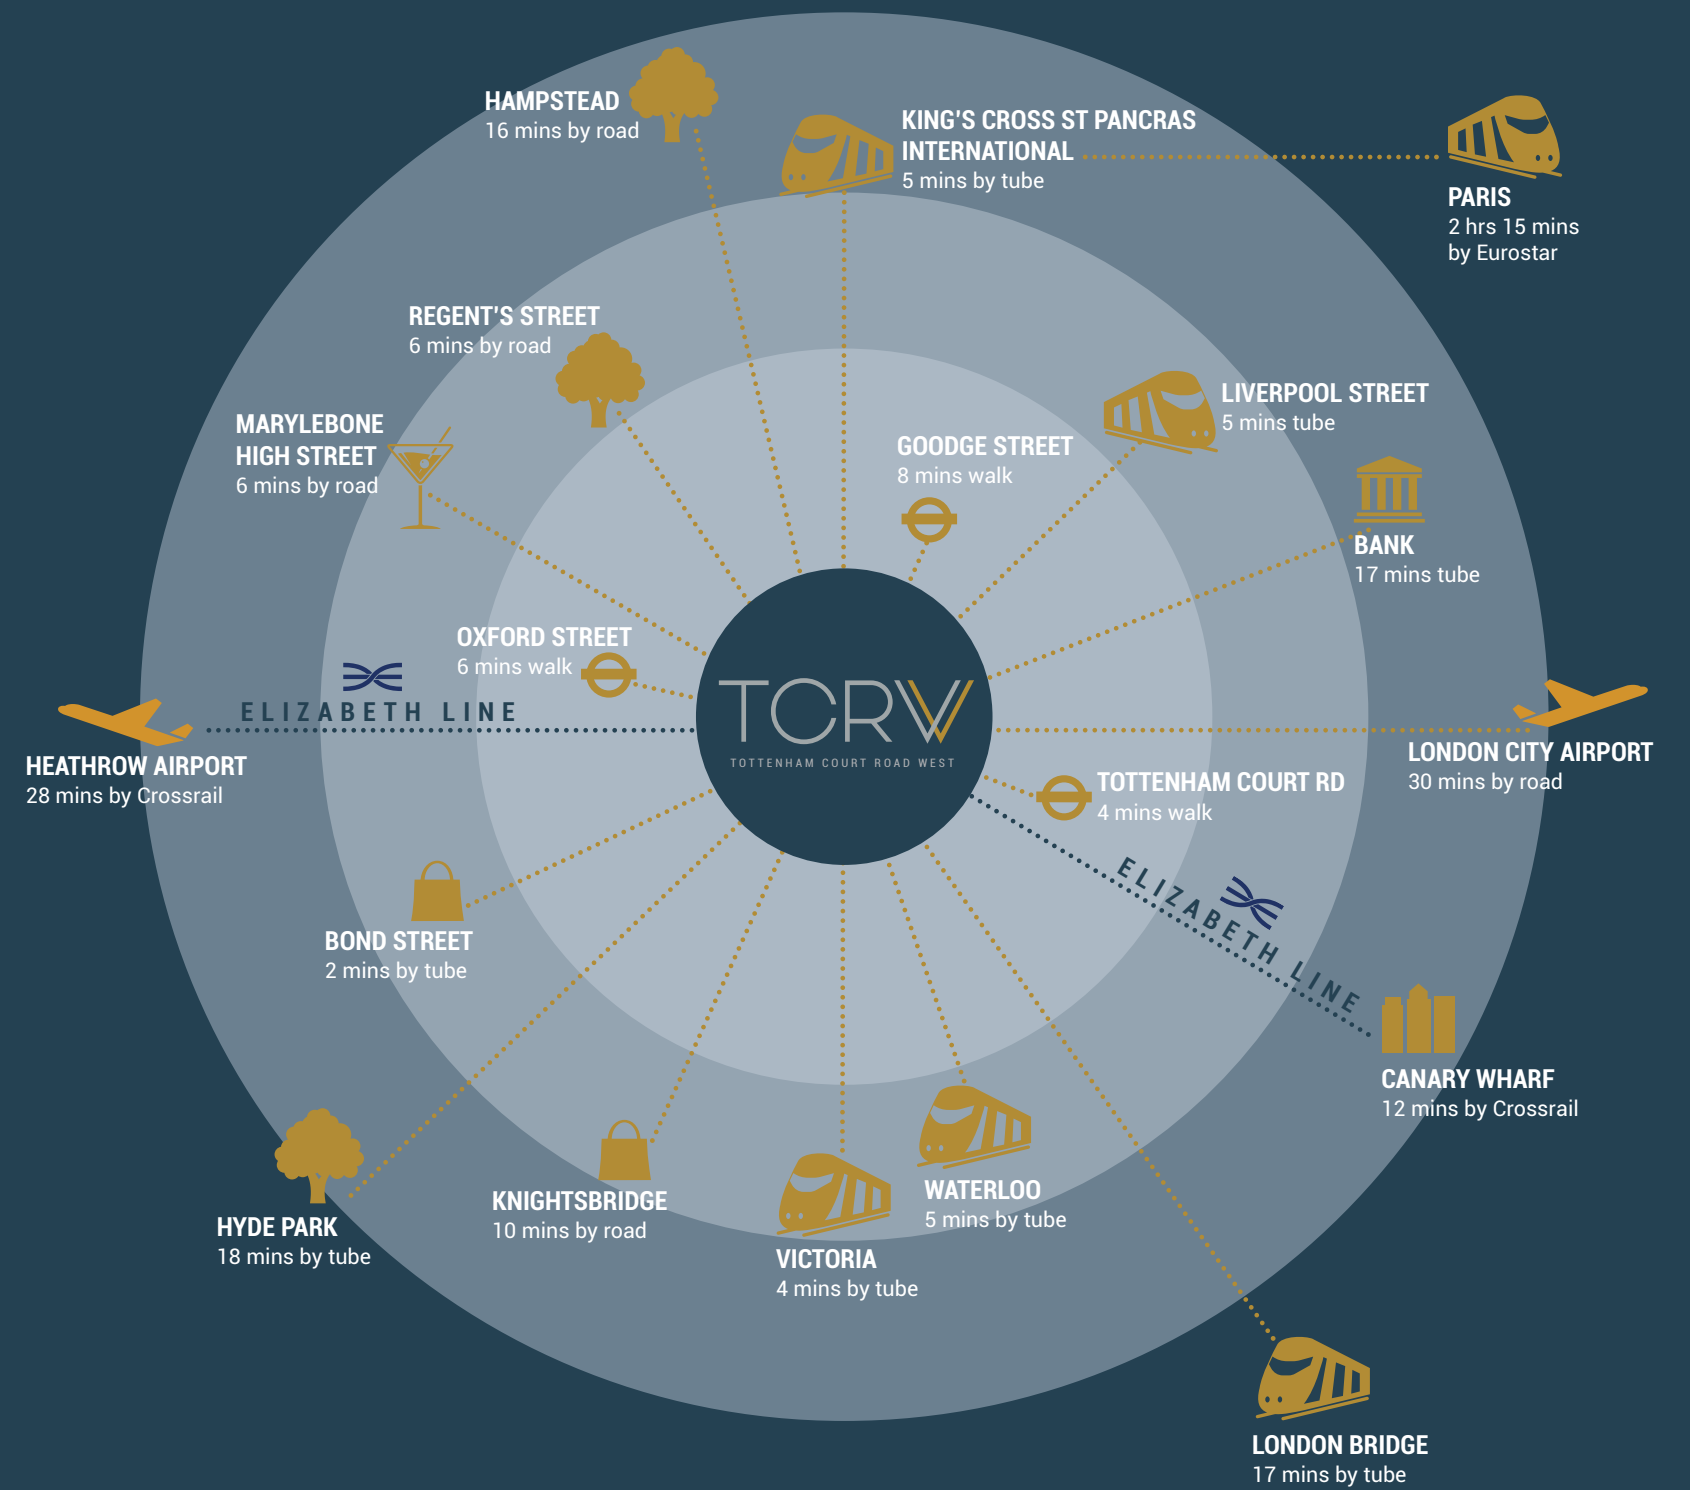 HAMPSTEAD
16 mins by road
KING'S CROSS ST PANCRAS
INTERNATIONAL
5 mins by tube
PARIS
2 hrs 15 mins
by Eurostar
REGENT'S STREET
6 mins by road
LIVERPOOL STREET
5 mins tube
MARYLEBONE
HIGH STREET
6 mins by road
GOODGE STREET
8 mins walk
BANK
17 mins tube
OXFORD STREET
6 mins walk
ELIZABETH LINE
TCRW
TOTTENHAM COURT ROAD WEST
HEATHROW AIRPORT
28 mins by Crossrail
LONDON CITY AIRPORT
30 mins by road
TOTTENHAM COURT RD
4 mins walk
ELIZABETH LINE
BOND STREET
2 mins by tube
CANARY WHARF
12 mins by Crossrail
HYDE PARK
18 mins by tube
KNIGHTSBRIDGE
10 mins by road
WATERLOO
5 mins by tube
VICTORIA
4 mins by tube
LONDON BRIDGE
17 mins by tube